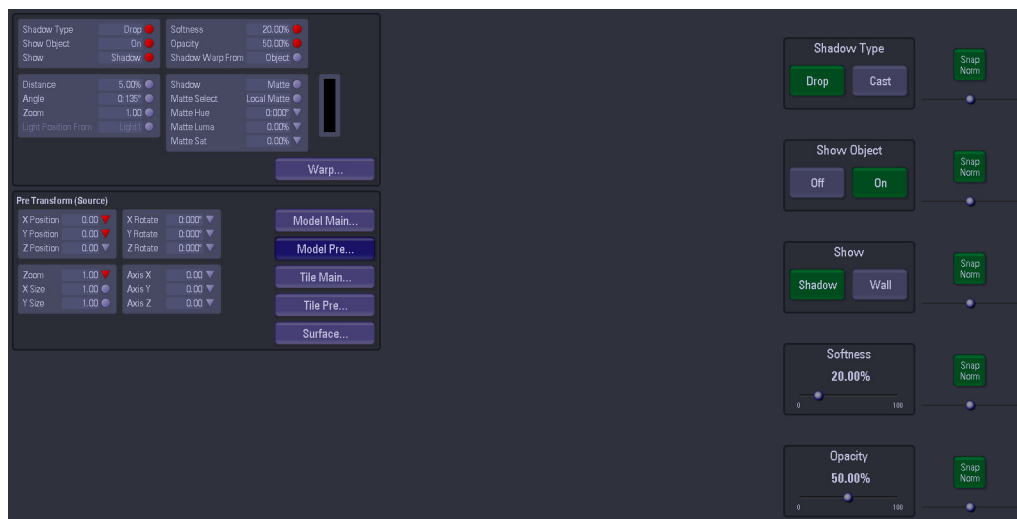 Shadow Type Drop
Show Object On
Show Shadow
Softness 20.00%
Opacity 50.00%
Shadow Warp From Object
Distance 5.00%
Angle 0:135°
Zoom 1.00
Light Position From Light 1
Shadow Matte
Matte Select Local Matte
Matte Hue 0:000°
Matte Luma 0.00%
Matte Sat 0.00%
Warp...
Pre Transform (Source)
X Position 0.00
Y Position 0.00
Z Position 0.00
X Rotate 0:000°
Y Rotate 0:000°
Z Rotate 0:000°
Zoom 1.00
X Size 1.00
Y Size 1.00
Axis X 0.00
Axis Y 0.00
Axis Z 0.00
Model Main...
Model Pre...
Tile Main...
Tile Pre...
Surface...
Shadow Type
Drop Cast
Snap
Norm
Show Object
Off On
Snap
Norm
Show
Shadow Wall
Snap
Norm
Softness
20.00%
0 100
Snap
Norm
Opacity
50.00%
0 100
Snap
Norm